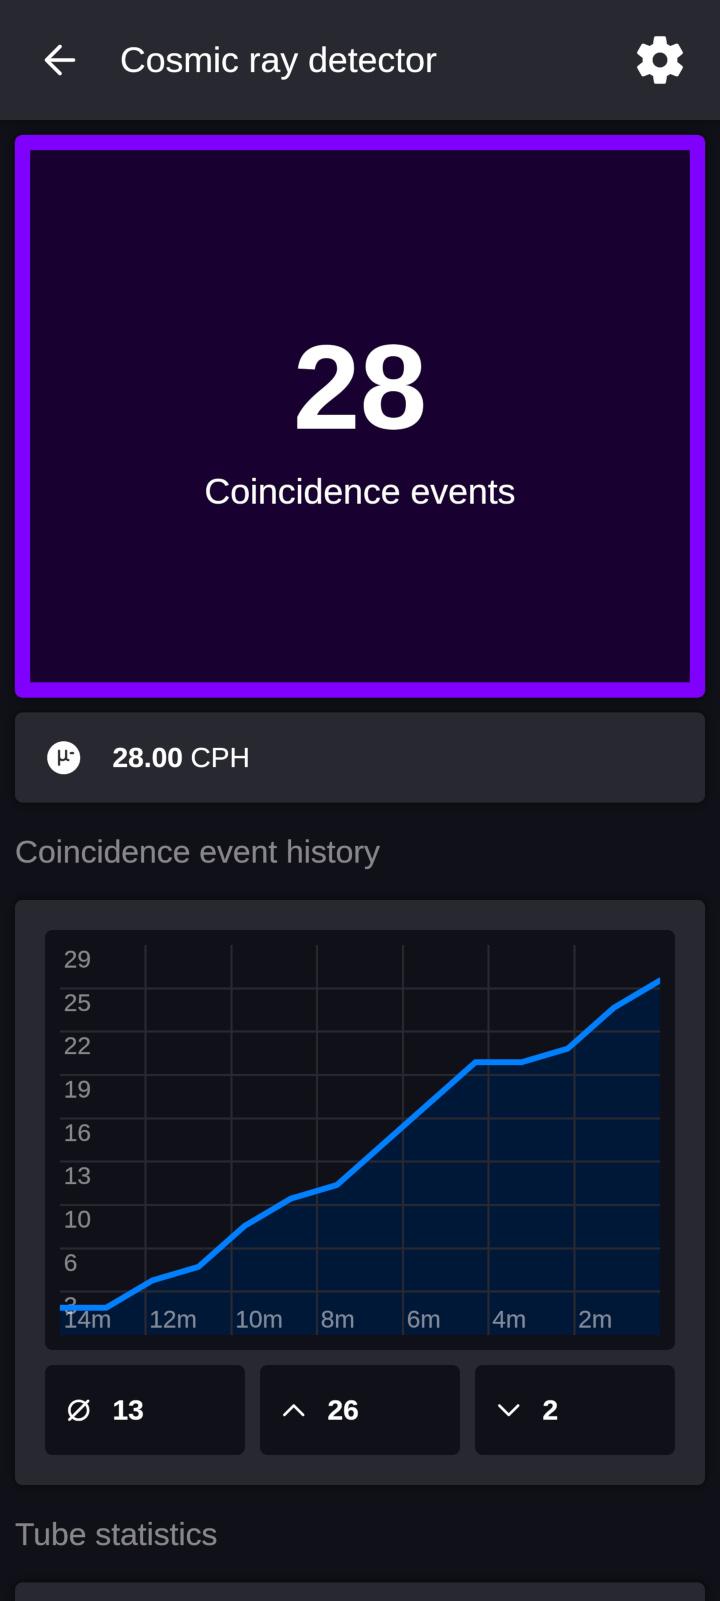 Cosmic ray detector
28
Coincidence events
μ- 28.00 CPH
Coincidence event history
29
25
22
19
16
13
10
6
3
14m 12m 10m 8m 6m 4m 2m
Ø 13 26 2
Tube statistics